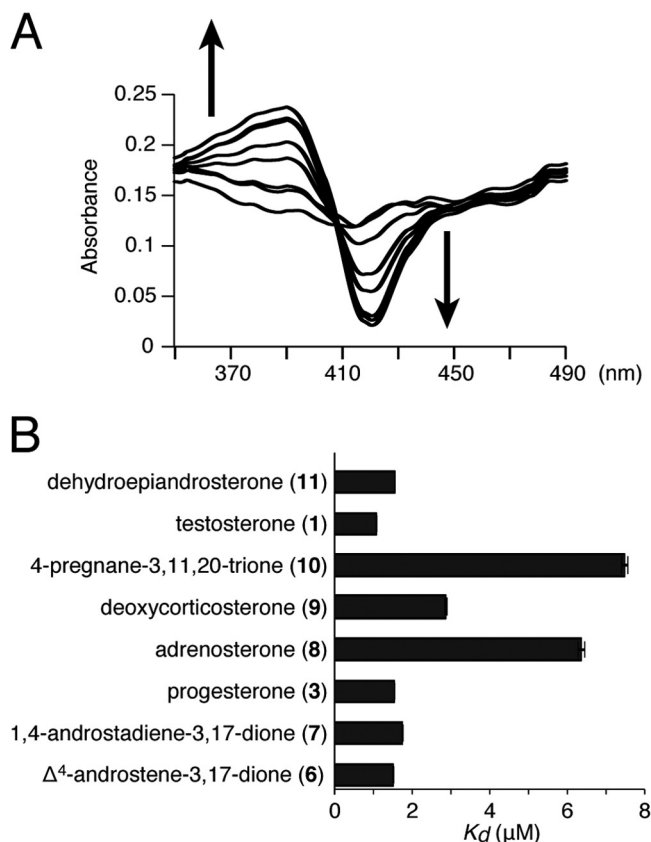 A
Absorbance
0.25
0.2
0.15
0.1
0.05
0
370 410 450 490 (nm)
B
dehydroepiandrosterone (11)
testosterone (1)
4-pregnane-3,11,20-trione (10)
deoxycorticosterone (9)
adrenosterone (8)
progesterone (3)
1,4-androstadiene-3,17-dione (7)
Δ⁴-androstene-3,17-dione (6)
0 2 4 6 8
Kd (μM)